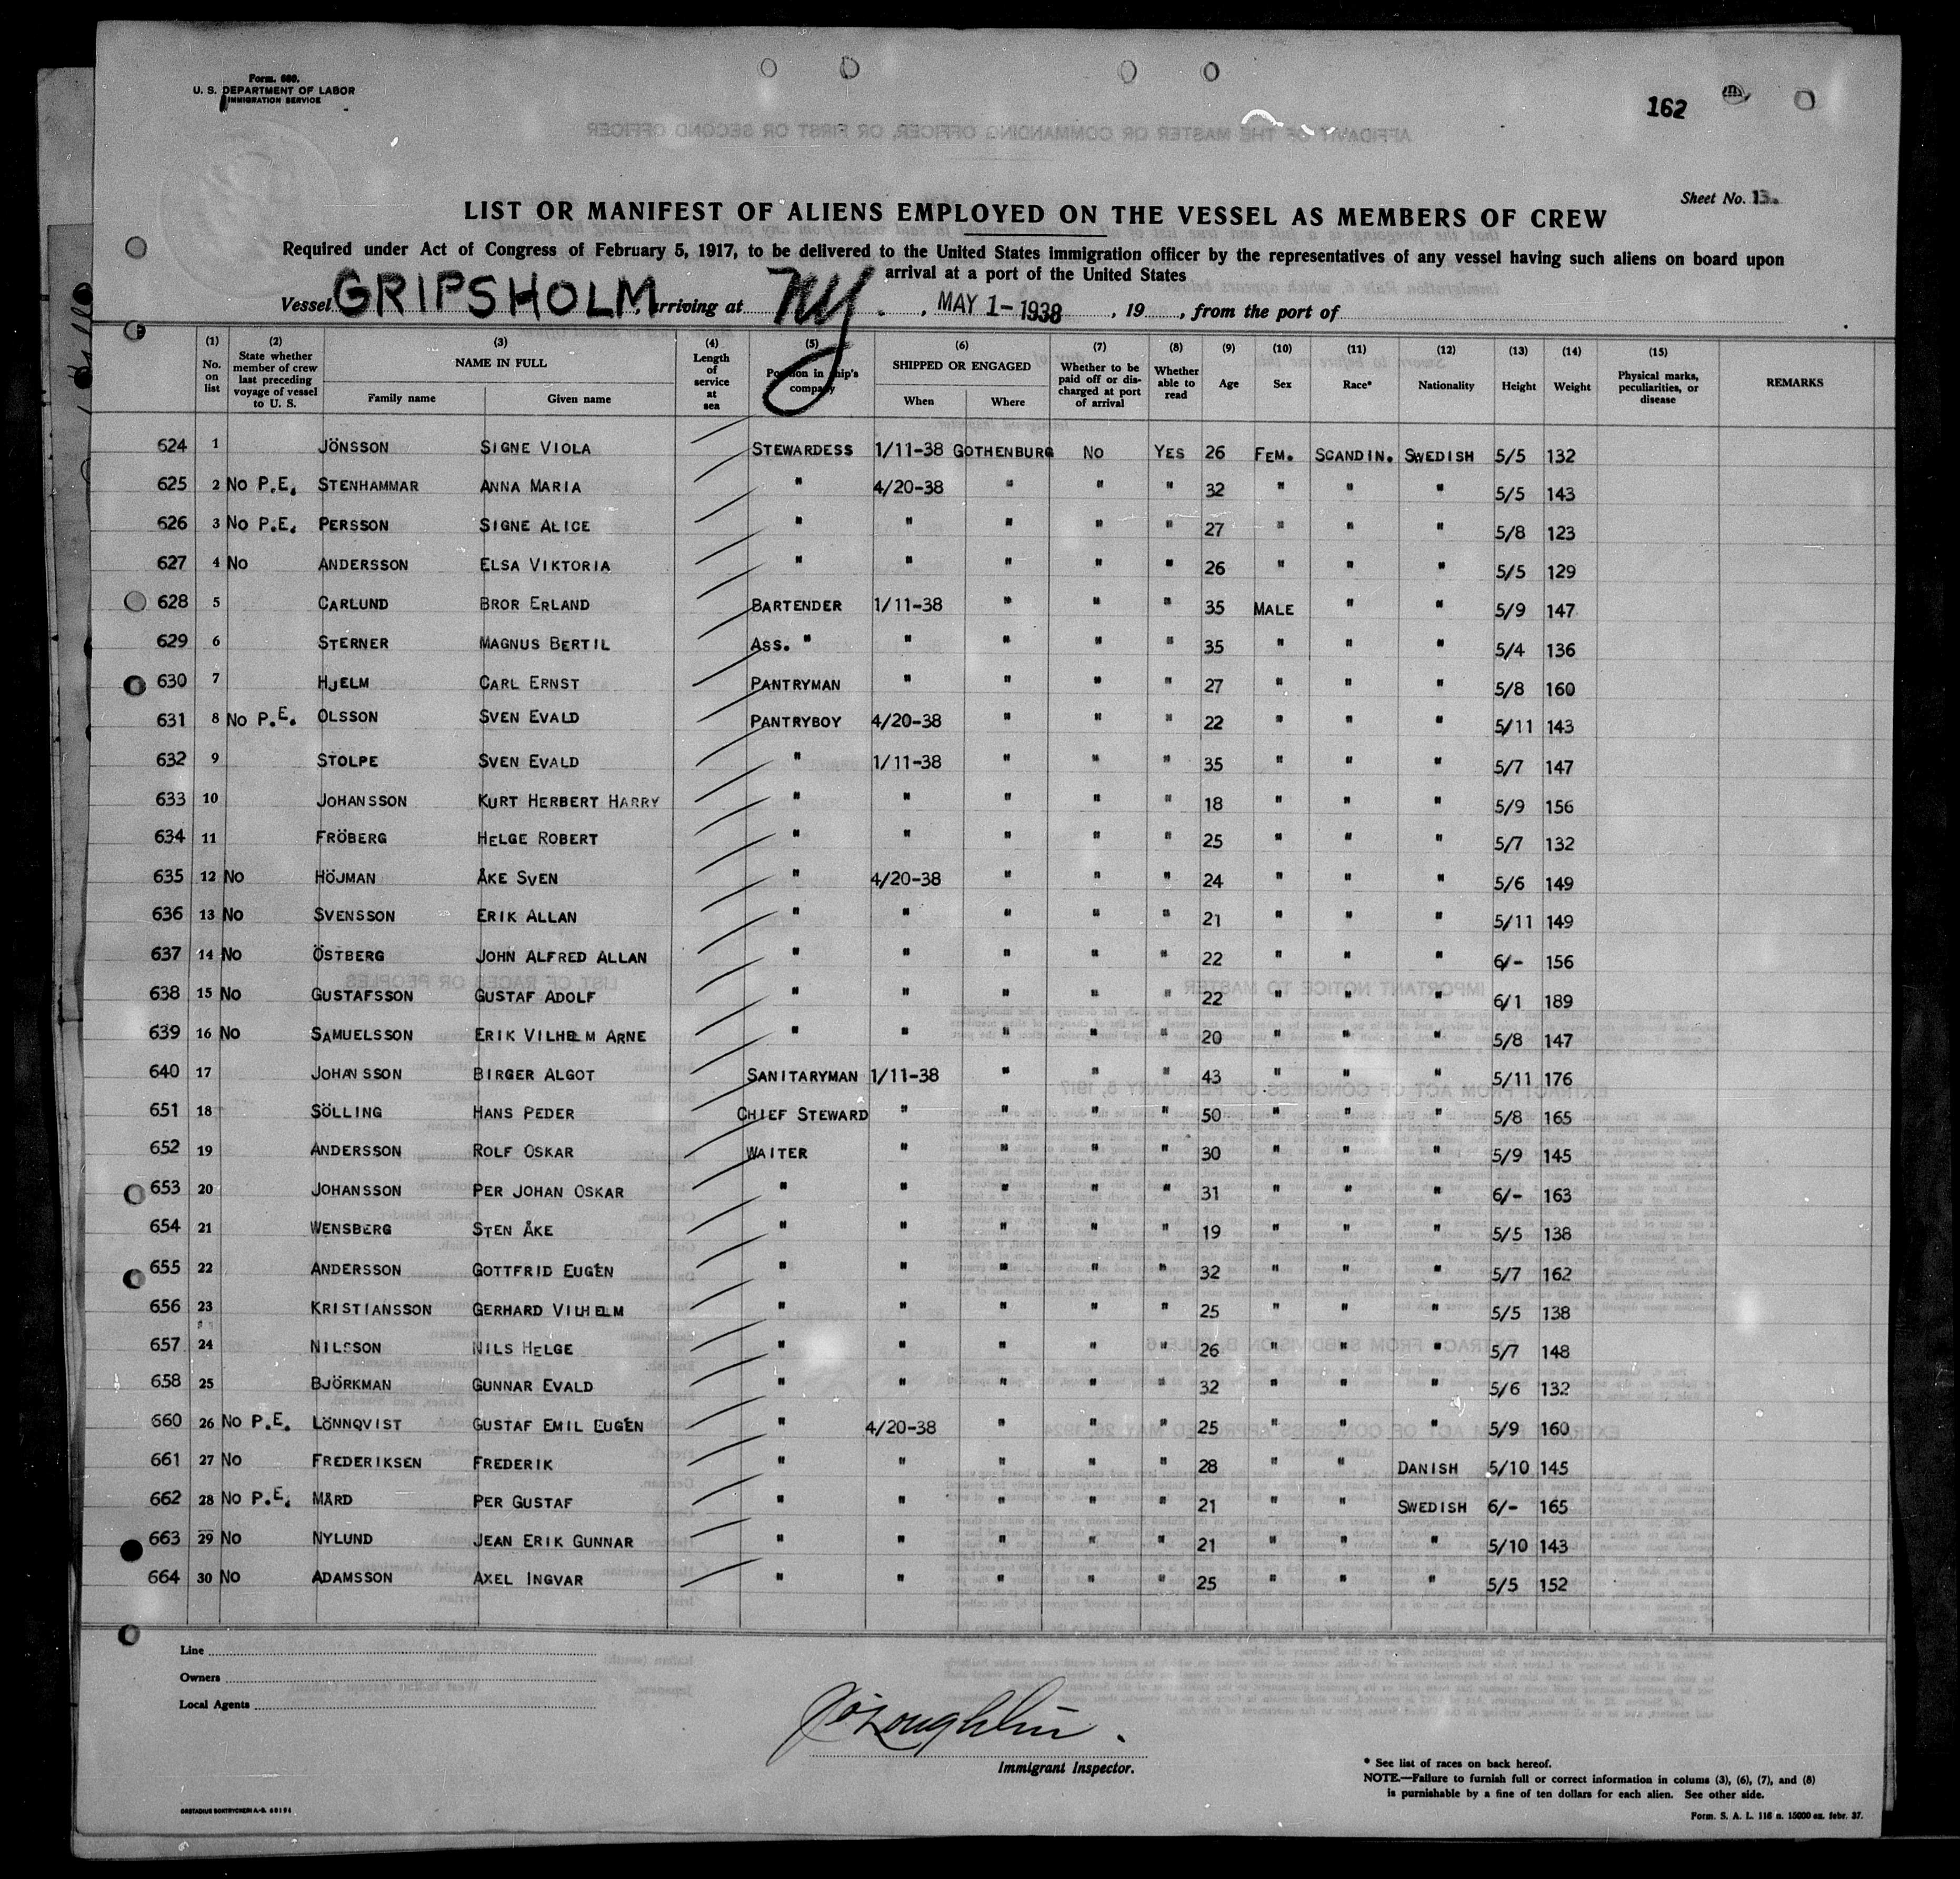 Form. 680.
U. S. DEPARTMENT OF LABOR
IMMIGRATION SERVICE
162
Sheet No. 13.
LIST OR MANIFEST OF ALIENS EMPLOYED ON THE VESSEL AS MEMBERS OF CREW
Required under Act of Congress of February 5, 1917, to be delivered to the United States immigration officer by the representatives of any vessel having such aliens on board upon
arrival at a port of the United States
Vessel GRIPSHOLM, arriving at NY., MAY 1-1938, 19, from the port of
(1) (2) (3) (4) (5) (6) (7) (8) (9) (10) (11) (12) (13) (14) (15)
No. on list | State whether member of crew last preceding voyage of vessel to U. S. | NAME IN FULL | Family name | Given name | Length of service at sea | Position in ship's company | SHIPPED OR ENGAGED | When | Where | Whether to be paid off or discharged at port of arrival | Whether able to read | Age | Sex | Race* | Nationality | Height | Weight | Physical marks, peculiarities, or disease | REMARKS
624 1 JÖNSSON SIGNE VIOLA STEWARDESS 1/11-38 GOTHENBURG NO YES 26 FEM. SCANDIN. SWEDISH 5/5 132
625 2 NO P.E. STENHAMMAR ANNA MARIA " 4/20-38 " " " 32 " " " 5/5 143
626 3 NO P.E. PERSSON SIGNE ALICE " " " " " 27 " " " 5/8 123
627 4 NO ANDERSSON ELSA VIKTORIA " " " " " 26 " " " 5/5 129
628 5 CARLUND BROR ERLAND BARTENDER 1/11-38 " " " 35 MALE " " 5/9 147
629 6 STERNER MAGNUS BERTIL ASS. " " " " " 35 " " " 5/4 136
630 7 HJELM CARL ERNST PANTRYMAN " " " " 27 " " " 5/8 160
631 8 NO P.E. OLSSON SVEN EVALD PANTRYBOY 4/20-38 " " " 22 " " " 5/11 143
632 9 STOLPE SVEN EVALD " 1/11-38 " " " 35 " " " 5/7 147
633 10 JOHANSSON KURT HERBERT HARRY " " " " " 18 " " " 5/9 156
634 11 FRÖBERG HELGE ROBERT " " " " " 25 " " " 5/7 132
635 12 NO HÖJMAN ÅKE SVEN " 4/20-38 " " " 24 " " " 5/6 149
636 13 NO SVENSSON ERIK ALLAN " " " " " 21 " " " 5/11 149
637 14 NO ÖSTBERG JOHN ALFRED ALLAN " " " " " 22 " " " 6/- 156
638 15 NO GUSTAFSSON GUSTAF ADOLF " " " " " 22 " " " 6/1 189
639 16 NO SAMUELSSON ERIK VILHELM ARNE " " " " " 20 " " " 5/8 147
640 17 JOHANSSON BIRGER ALGOT SANITARYMAN 1/11-38 " " " 43 " " " 5/11 176
651 18 SÖLLING HANS PEDER CHIEF STEWARD " " " " 50 " " " 5/8 165
652 19 ANDERSSON ROLF OSKAR WAITER " " " " 30 " " " 5/9 145
653 20 JOHANSSON PER JOHAN OSKAR " " " " " 31 " " " 6/- 163
654 21 WENSBERG STEN ÅKE " " " " " 19 " " " 5/5 138
655 22 ANDERSSON GOTTFRID EUGÉN " " " " " 32 " " " 5/7 162
656 23 KRISTIANSSON GERHARD VILHELM " " " " " 25 " " " 5/5 138
657 24 NILSSON NILS HELGE " " " " " 26 " " " 5/7 148
658 25 BJÖRKMAN GUNNAR EVALD " " " " " 32 " " " 5/6 132
660 26 NO P.E. LÖNNQVIST GUSTAF EMIL EUGÉN " 4/20-38 " " " 25 " " " 5/9 160
661 27 NO FREDERIKSEN FREDERIK " " " " " 28 " " DANISH 5/10 145
662 28 NO P.E. MÅRD PER GUSTAF " " " " " 21 " " SWEDISH 6/- 165
663 29 NO NYLUND JEAN ERIK GUNNAR " " " " " 21 " " " 5/10 143
664 30 NO ADAMSSON AXEL INGVAR " " " " " 25 " " " 5/5 152
Line
Owners
Local Agents
Immigrant Inspector.
* See list of races on back hereof.
NOTE.—Failure to furnish full or correct information in colums (3), (6), (7), and (8)
is punishable by a fine of ten dollars for each alien. See other side.
Form. S. A. L. 116 n. 15000 ex. febr. 37.